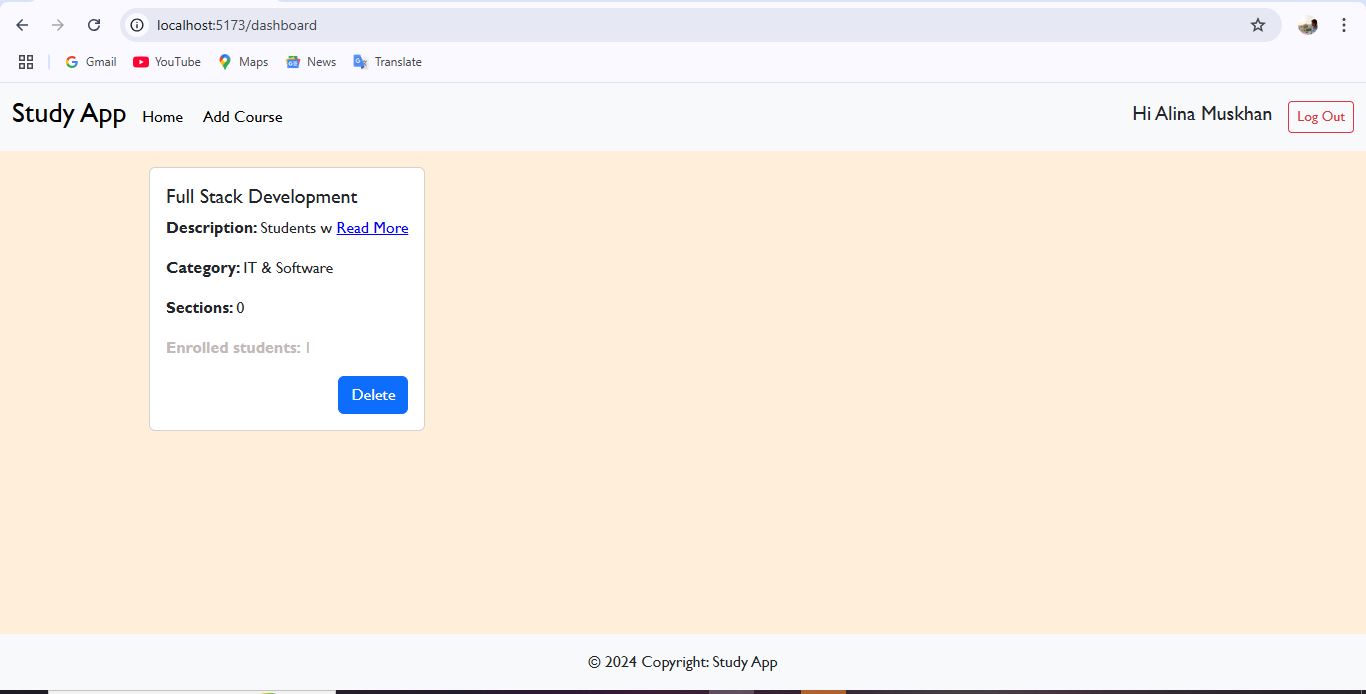 localhost:5173/dashboard
Gmail YouTube Maps News Translate
Study App Home Add Course Hi Alina Muskhan Log Out
Full Stack Development
Description: Students w Read More
Category: IT & Software
Sections: 0
Enrolled students: 1
Delete
© 2024 Copyright: Study App